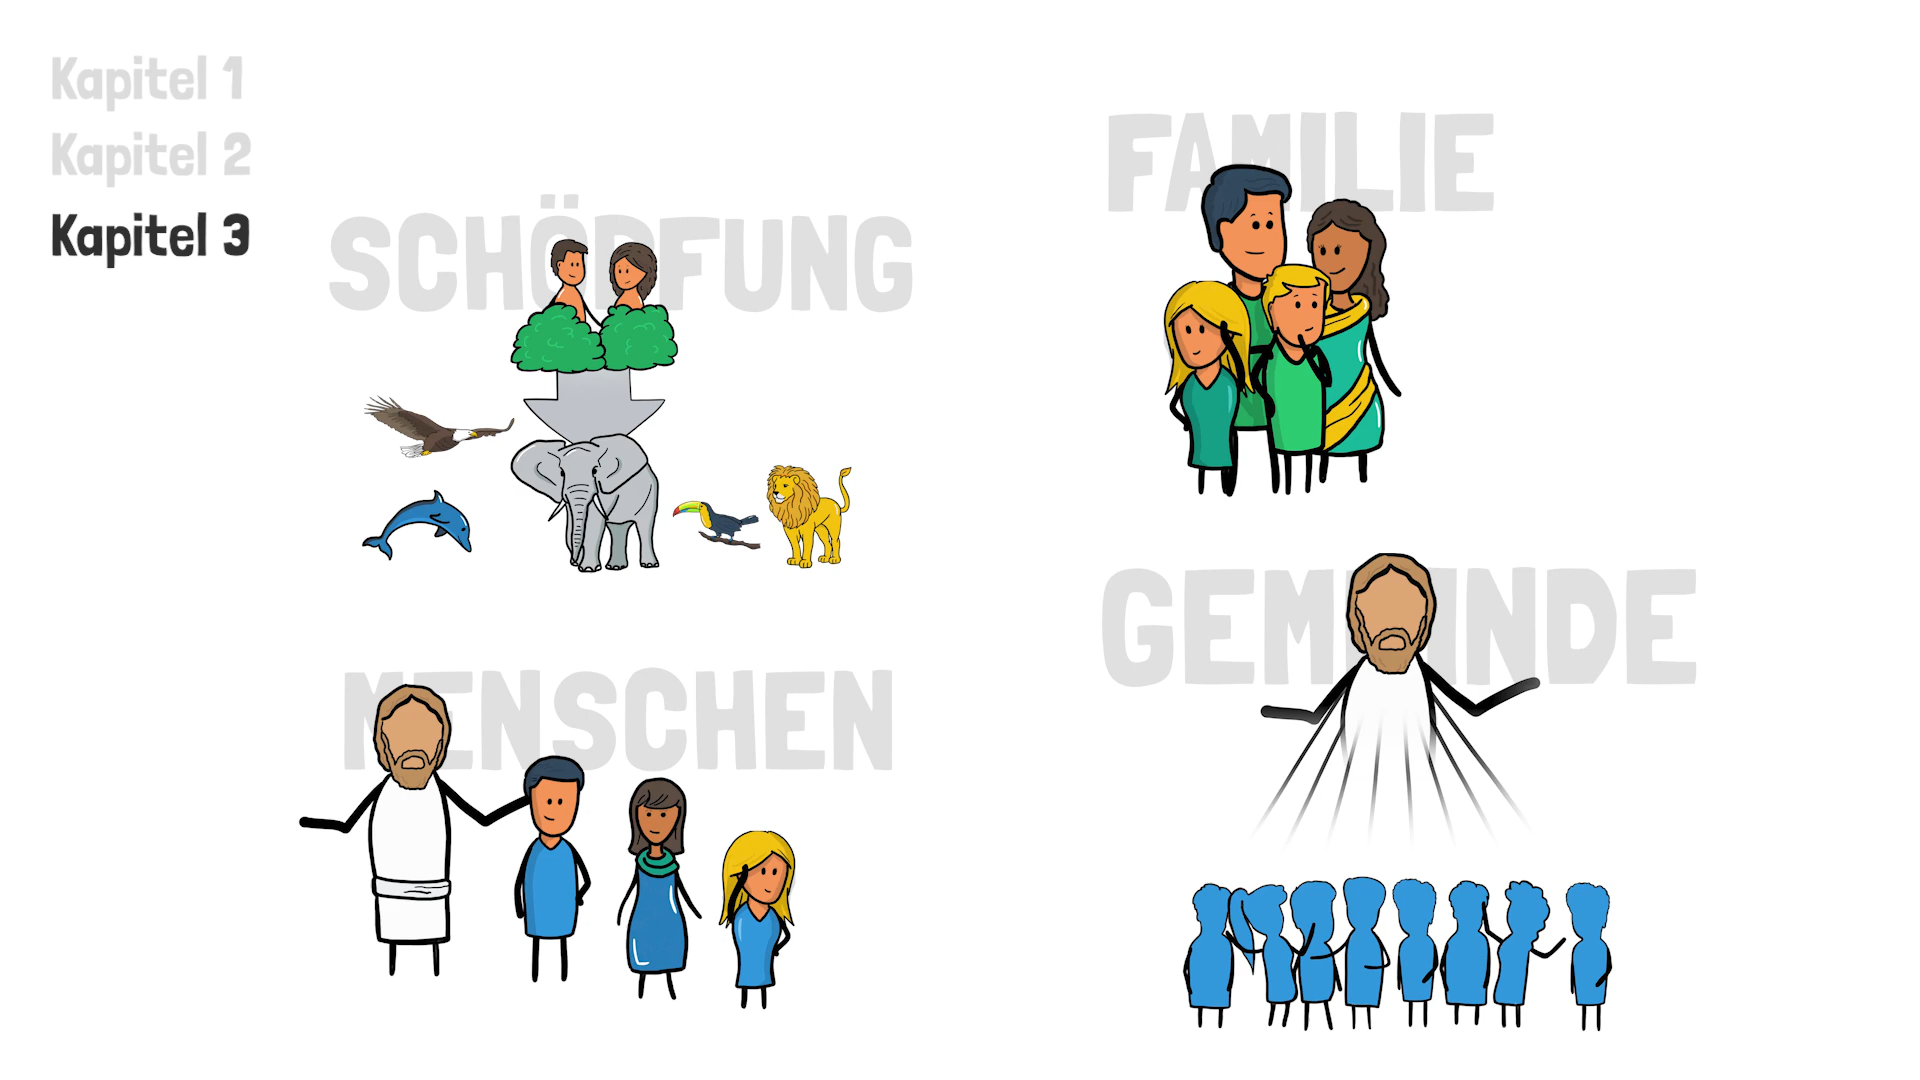 Kapitel 1
Kapitel 2
Kapitel 3
SCHÖPFUNG
FAMILIE
MENSCHEN
GEMEINDE